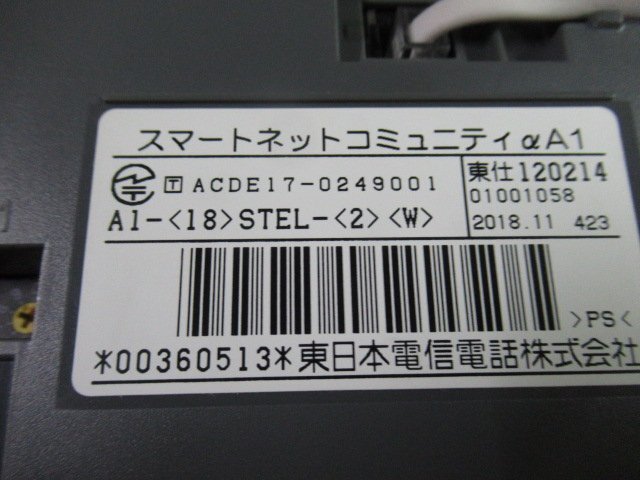 スマートネットコミュニティαA1
T ACDE17-0249001
東仕120214
01001058
A1-<18>STEL-<2><W>
2018.11 423
>PS<
*00360513*東日本電信電話株式会社